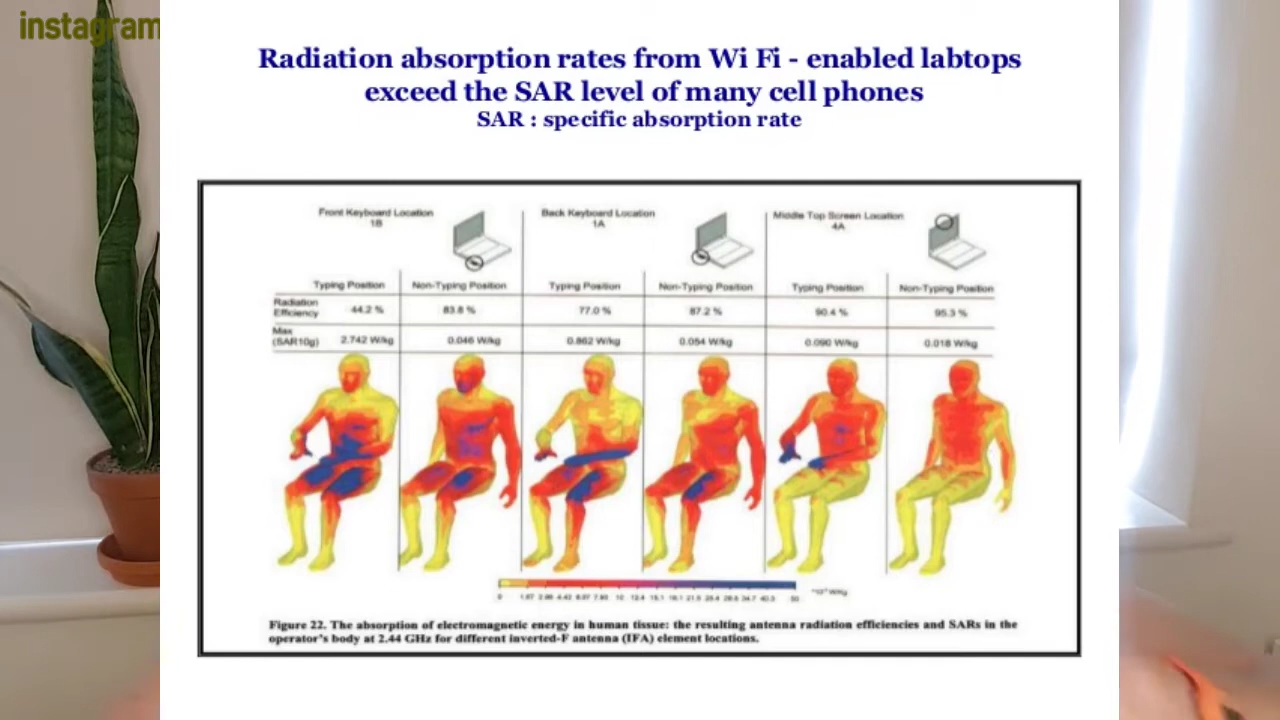 instagram
Radiation absorption rates from Wi Fi - enabled labtops
exceed the SAR level of many cell phones
SAR : specific absorption rate
Front Keyboard Location
1B
Back Keyboard Location
1A
Middle Top Screen Location
4A
Typing Position Non-Typing Position Typing Position Non-Typing Position Typing Position Non-Typing Position
Radiation
Efficiency 44.2 % 83.8 % 77.0 % 87.2 % 90.4 % 95.3 %
Max
(SAR10g) 2.742 W/kg 0.046 W/kg 0.862 W/kg 0.054 W/kg 0.090 W/kg 0.018 W/kg
Figure 22. The absorption of electromagnetic energy in human tissue: the resulting antenna radiation efficiencies and SARs in the
operator's body at 2.44 GHz for different inverted-F antenna (IFA) element locations.